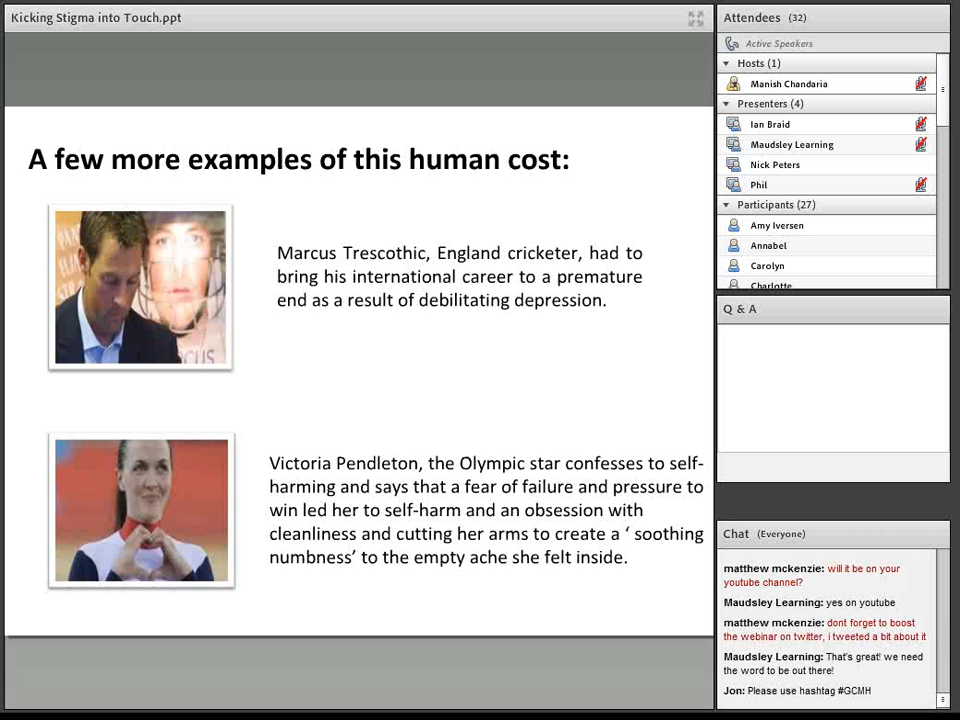 Kicking Stigma into Touch.ppt
A few more examples of this human cost:
Marcus Trescothic, England cricketer, had to
bring his international career to a premature
end as a result of debilitating depression.
Victoria Pendleton, the Olympic star confesses to self-
harming and says that a fear of failure and pressure to
win led her to self-harm and an obsession with
cleanliness and cutting her arms to create a ‘ soothing
numbness’ to the empty ache she felt inside.
Attendees (32)
Active Speakers
Hosts (1)
Manish Chandaria
Presenters (4)
Ian Braid
Maudsley Learning
Nick Peters
Phil
Participants (27)
Amy Iversen
Annabel
Carolyn
Charlotte
Q & A
Chat (Everyone)
matthew mckenzie: will it be on your
youtube channel?
Maudsley Learning: yes on youtube
matthew mckenzie: dont forget to boost
the webinar on twitter, i tweeted a bit about it
Maudsley Learning: That's great! we need
the word to be out there!
Jon: Please use hashtag #GCMH